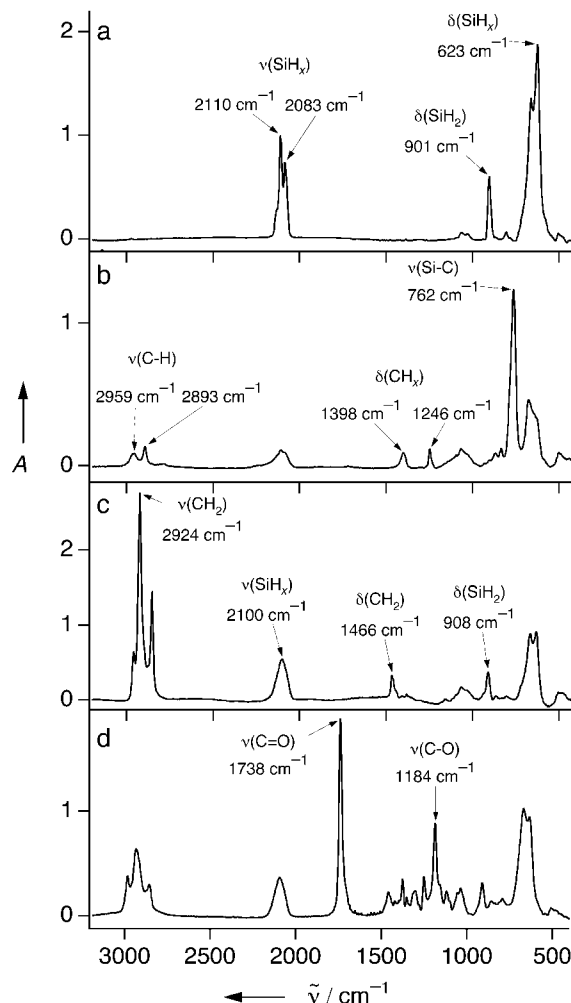 a
2
δ(SiHₓ)
623 cm⁻¹
ν(SiHₓ)
2110 cm⁻¹ 2083 cm⁻¹
δ(SiH₂)
901 cm⁻¹
1
0
b
ν(Si-C)
762 cm⁻¹
1
ν(C-H)
2959 cm⁻¹ 2893 cm⁻¹
δ(CHₓ)
1398 cm⁻¹ 1246 cm⁻¹
0
A
c
ν(CH₂)
2924 cm⁻¹
2
ν(SiHₓ)
2100 cm⁻¹
δ(CH₂)
1466 cm⁻¹
δ(SiH₂)
908 cm⁻¹
1
0
d
ν(C=O)
1738 cm⁻¹
ν(C-O)
1184 cm⁻¹
1
0
3000 2500 2000 1500 1000 500
ν̃ / cm⁻¹